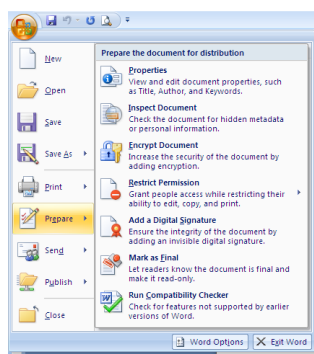 New
Open
Save
Save As
Print
Prepare
Send
Publish
Close
Prepare the document for distribution
Properties
View and edit document properties, such
as Title, Author, and Keywords.
Inspect Document
Check the document for hidden metadata
or personal information.
Encrypt Document
Increase the security of the document by
adding encryption.
Restrict Permission
Grant people access while restricting their
ability to edit, copy, and print.
Add a Digital Signature
Ensure the integrity of the document by
adding an invisible digital signature.
Mark as Final
Let readers know the document is final and
make it read-only.
Run Compatibility Checker
Check for features not supported by earlier
versions of Word.
Word Options
Exit Word